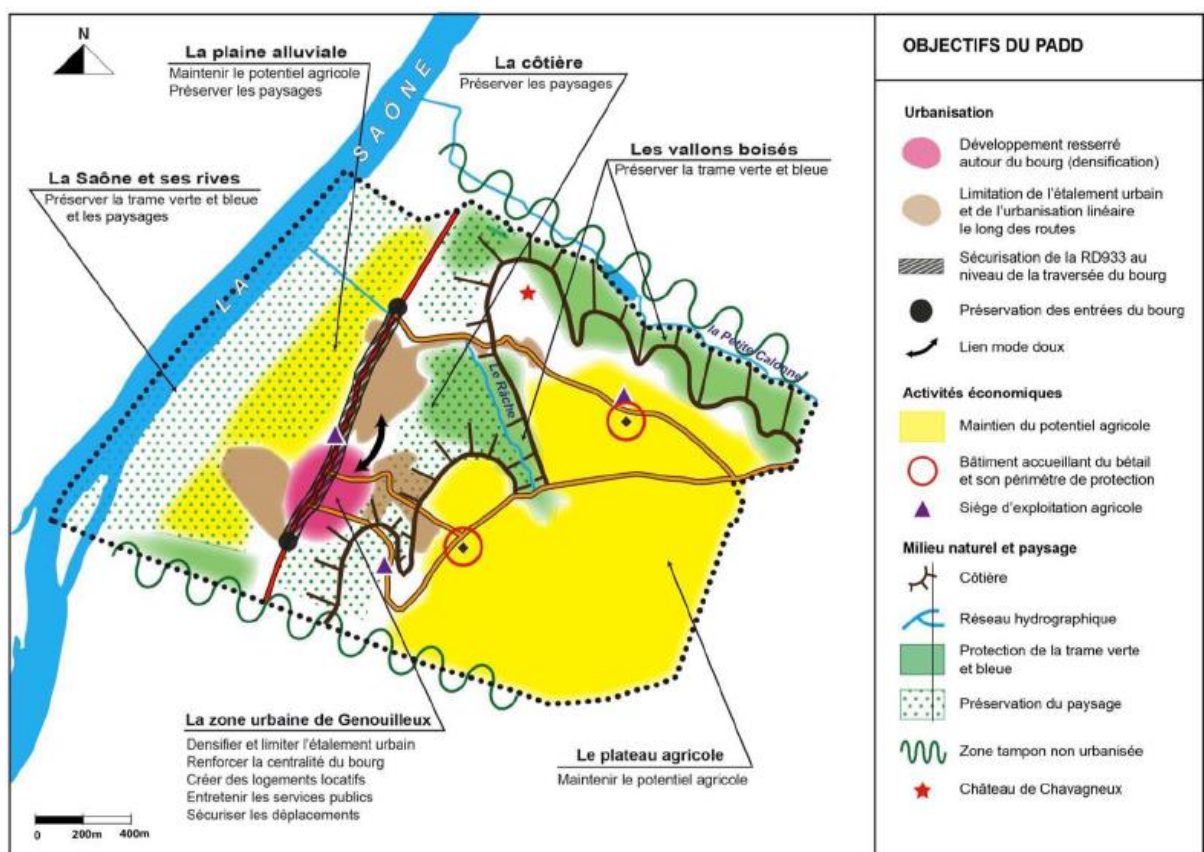 N
La plaine alluviale
Maintenir le potentiel agricole
Préserver les paysages
La côtière
Préserver les paysages
Les vallons boisés
Préserver la trame verte et bleue
La Saône et ses rives
Préserver la trame verte et bleue
et les paysages
LA SAÔNE
la Petite Calonne
Le Râche
La zone urbaine de Genouilleux
Densifier et limiter l'étalement urbain
Renforcer la centralité du bourg
Créer des logements locatifs
Entretenir les services publics
Sécuriser les déplacements
Le plateau agricole
Maintenir le potentiel agricole
0 200m 400m
OBJECTIFS DU PADD
Urbanisation
Développement resserré
autour du bourg (densification)
Limitation de l'étalement urbain
et de l'urbanisation linéaire
le long des routes
Sécurisation de la RD933 au
niveau de la traversée du bourg
Préservation des entrées du bourg
Lien mode doux
Activités économiques
Maintien du potentiel agricole
Bâtiment accueillant du bétail
et son périmètre de protection
Siège d'exploitation agricole
Milieu naturel et paysage
Côtière
Réseau hydrographique
Protection de la trame verte
et bleue
Préservation du paysage
Zone tampon non urbanisée
Château de Chavagneux